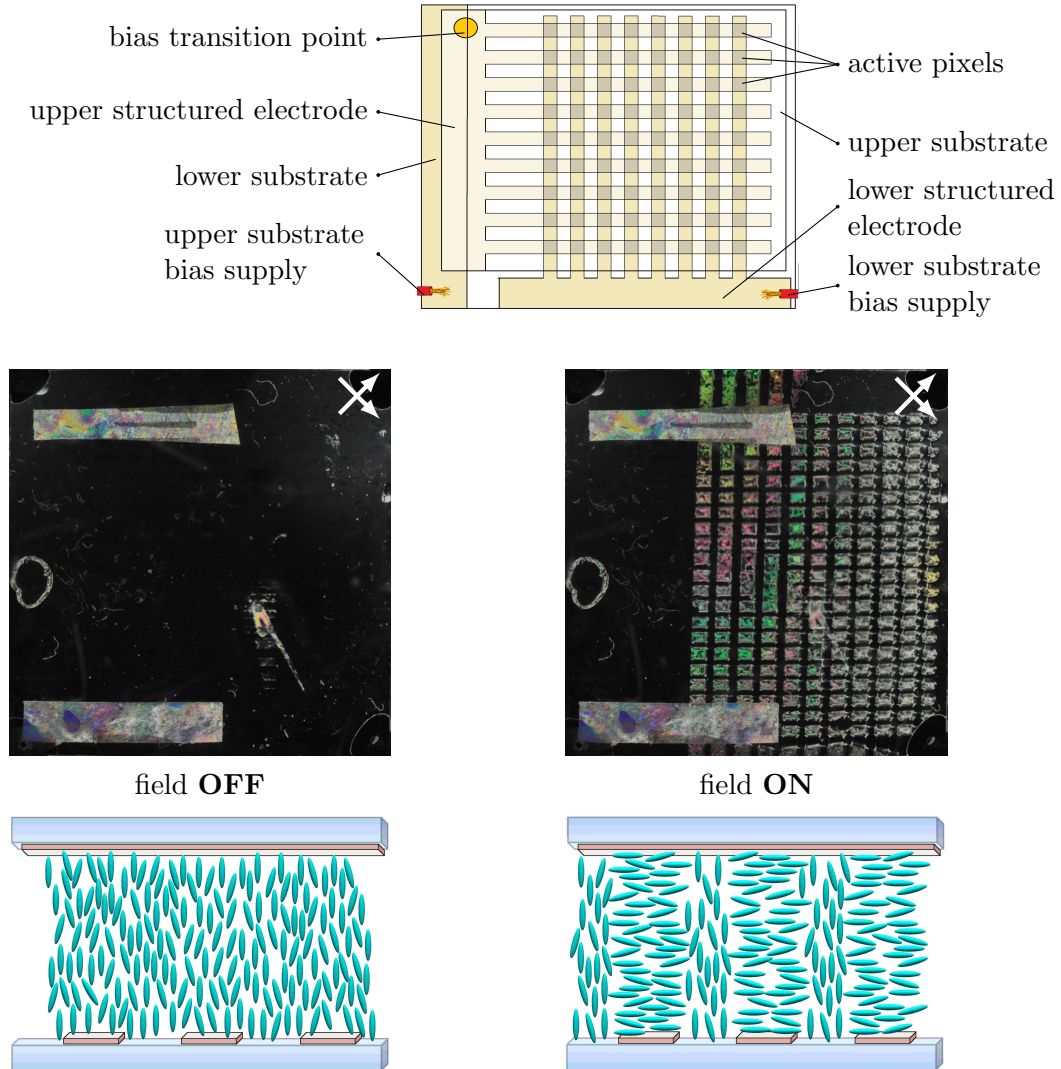 bias transition point
upper structured electrode
lower substrate
upper substrate
bias supply
active pixels
upper substrate
lower structured
electrode
lower substrate
bias supply
field OFF
field ON